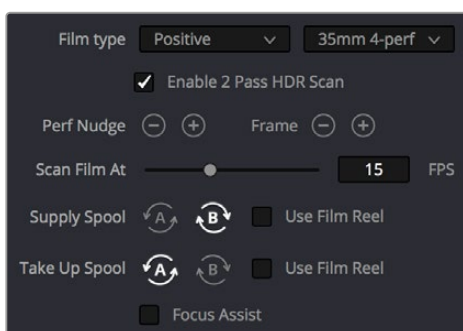 Film type Positive 35mm 4-perf
Enable 2 Pass HDR Scan
Perf Nudge Frame
Scan Film At 15 FPS
Supply Spool A B Use Film Reel
Take Up Spool A B Use Film Reel
Focus Assist